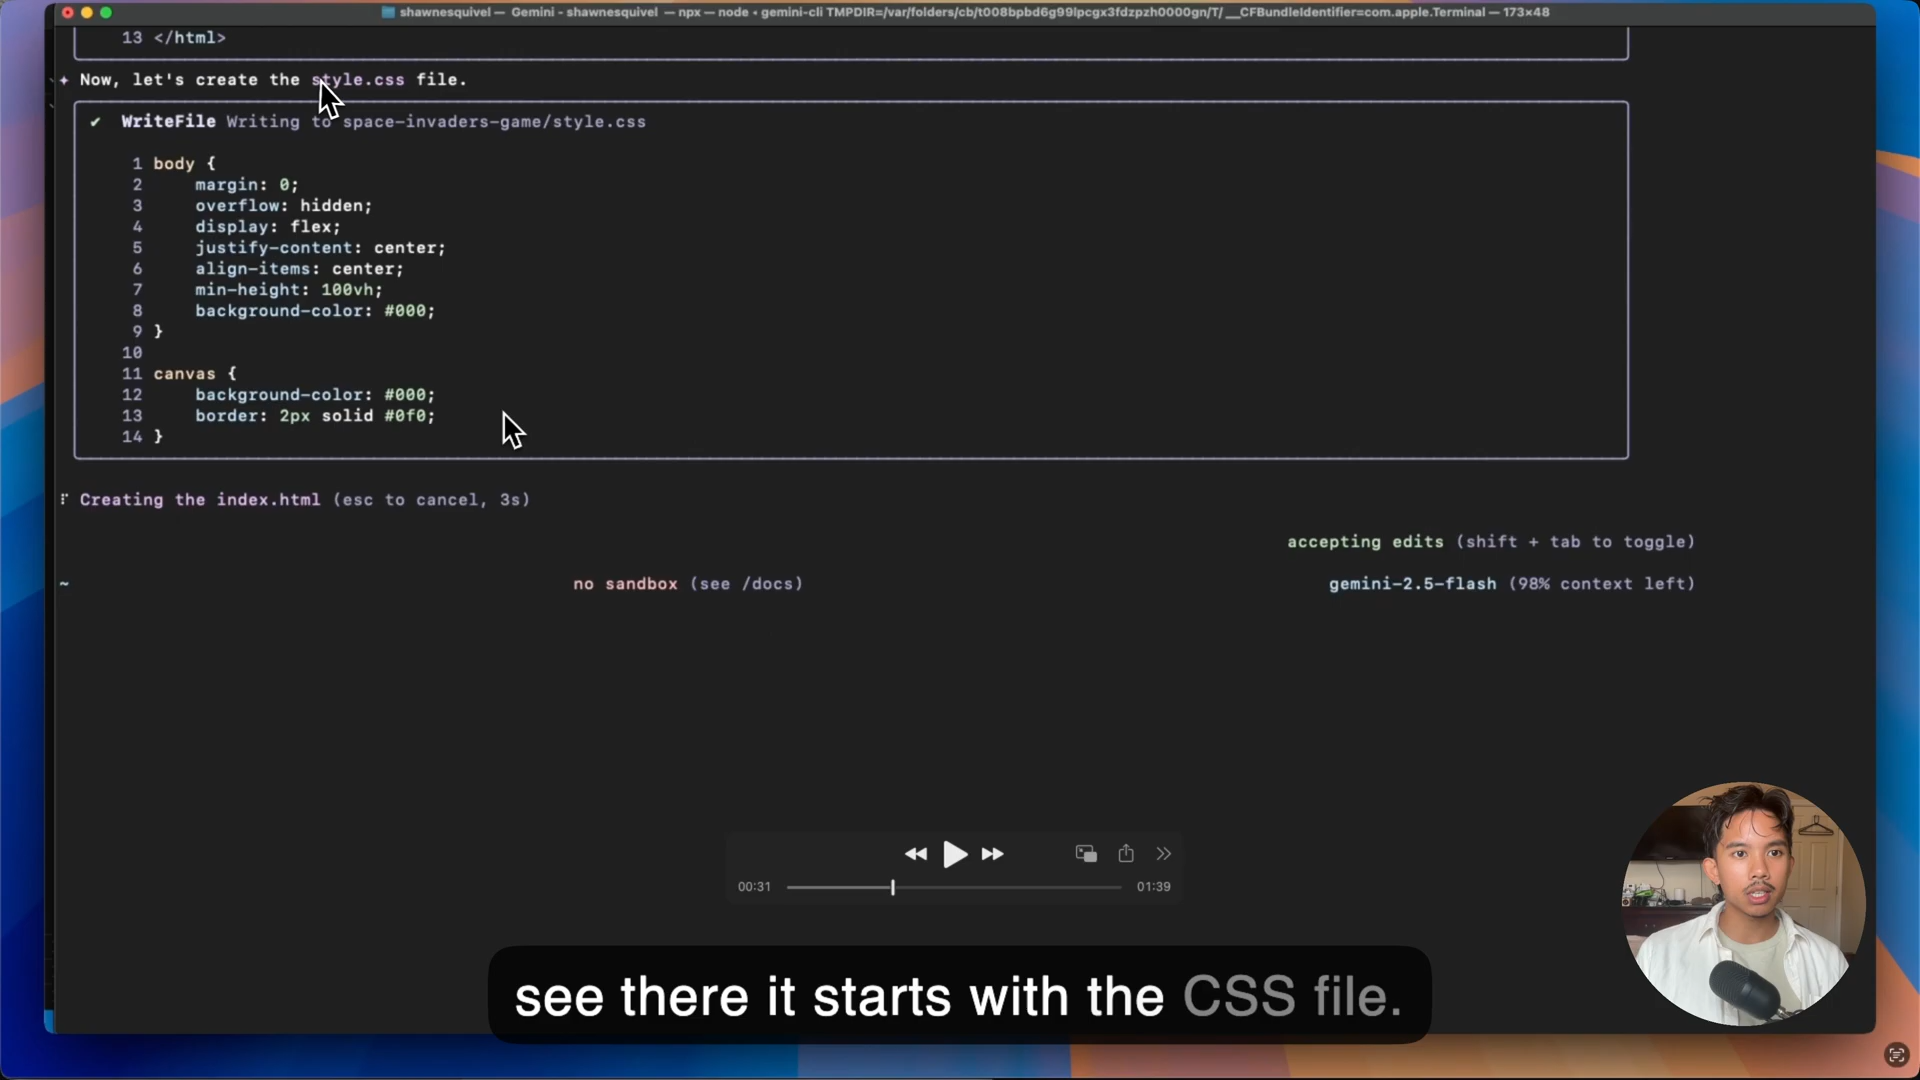 shawnesquivel — Gemini - shawnesquivel — npx — node • gemini-cli TMPDIR=/var/folders/cb/t008bpbd6g99lpcgx3fdzpzh0000gn/T/ __CFBundleIdentifier=com.apple.Terminal — 173×48
13 </html>
✦ Now, let's create the style.css file.
✔ WriteFile Writing to space-invaders-game/style.css
1 body {
2     margin: 0;
3     overflow: hidden;
4     display: flex;
5     justify-content: center;
6     align-items: center;
7     min-height: 100vh;
8     background-color: #000;
9 }
10
11 canvas {
12     background-color: #000;
13     border: 2px solid #0f0;
14 }
Creating the index.html (esc to cancel, 3s)
accepting edits (shift + tab to toggle)
~ no sandbox (see /docs) gemini-2.5-flash (98% context left)
00:31 01:39
see there it starts with the CSS file.